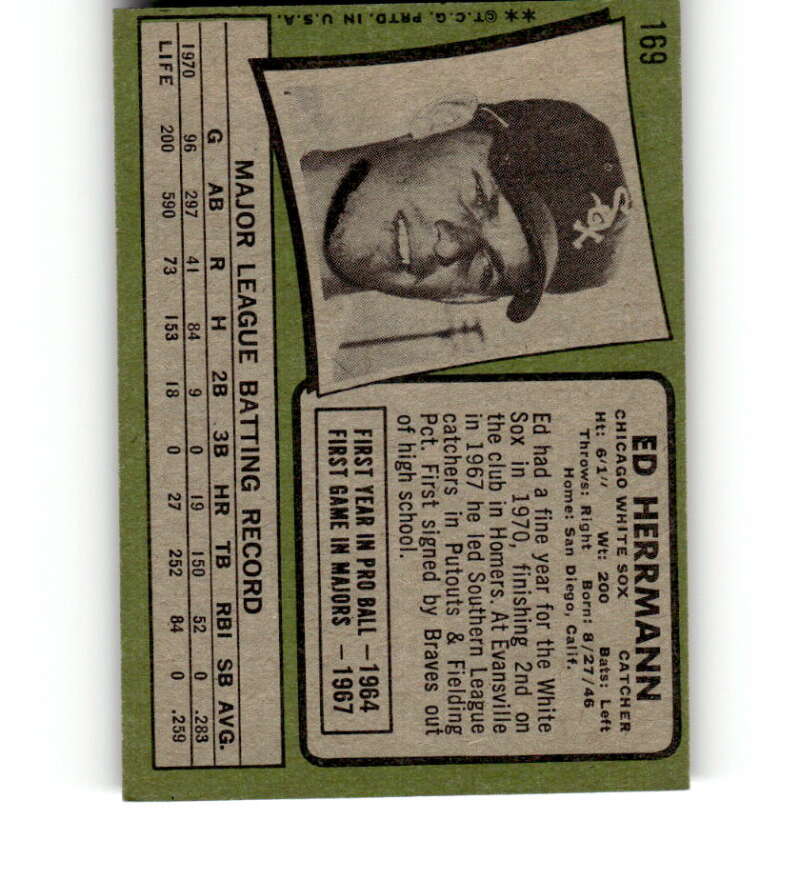 169
ED HERRMANN
CHICAGO WHITE SOX CATCHER
Ht: 6/1" Wt: 200 Bats: Left
Throws: Right Born: 8/27/46
Home: San Diego, Calif.
Ed had a fine year for the White
Sox in 1970, finishing 2nd on
the club in Homers. At Evansville
in 1967 he led Southern League
catchers in Putouts & Fielding
Pct. First signed by Braves out
of high school.
FIRST YEAR IN PRO BALL —1964
FIRST GAME IN MAJORS —1967
MAJOR LEAGUE BATTING RECORD
G AB R H 2B 3B HR TB RBI SB AVG.
1970 96 297 41 84 9 0 19 150 52 0 .283
LIFE 200 590 73 153 18 0 27 252 84 0 .259
** © T.C.G. PRTD. IN U.S.A.